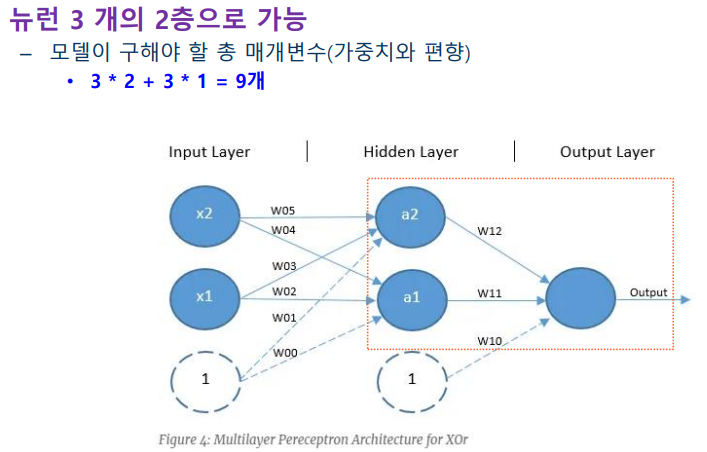 뉴런 3 개의 2층으로 가능
– 모델이 구해야 할 총 매개변수(가중치와 편향)
• 3 * 2 + 3 * 1 = 9개
Input Layer | Hidden Layer | Output Layer
x2
W05
W04
a2
W12
W03
x1
W02
a1
W11
Output
W01
W00
W10
1
1
Figure 4: Multilayer Pereceptron Architecture for XOr